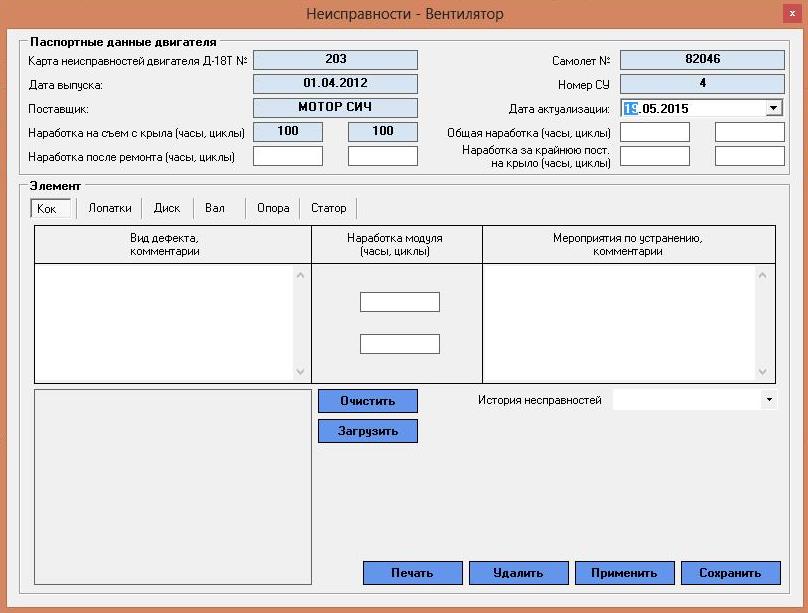 Неисправности - Вентилятор
x
Паспортные данные двигателя
Карта неисправностей двигателя Д-18Т № 203 Самолет № 82046
Дата выпуска: 01.04.2012 Номер СУ 4
Поставщик: МОТОР СИЧ Дата актуализации: 19.05.2015
Наработка на съем с крыла (часы, циклы) 100 100 Общая наработка (часы, циклы)
Наработка после ремонта (часы, циклы) Наработка за крайнюю пост.
на крыло (часы, циклы)
Элемент
Кок Лопатки Диск Вал Опора Статор
Вид дефекта, Наработка модуля Мероприятия по устранению,
комментарии (часы, циклы) комментарии
Очистить История несправностей
Загрузить
Печать Удалить Применить Сохранить